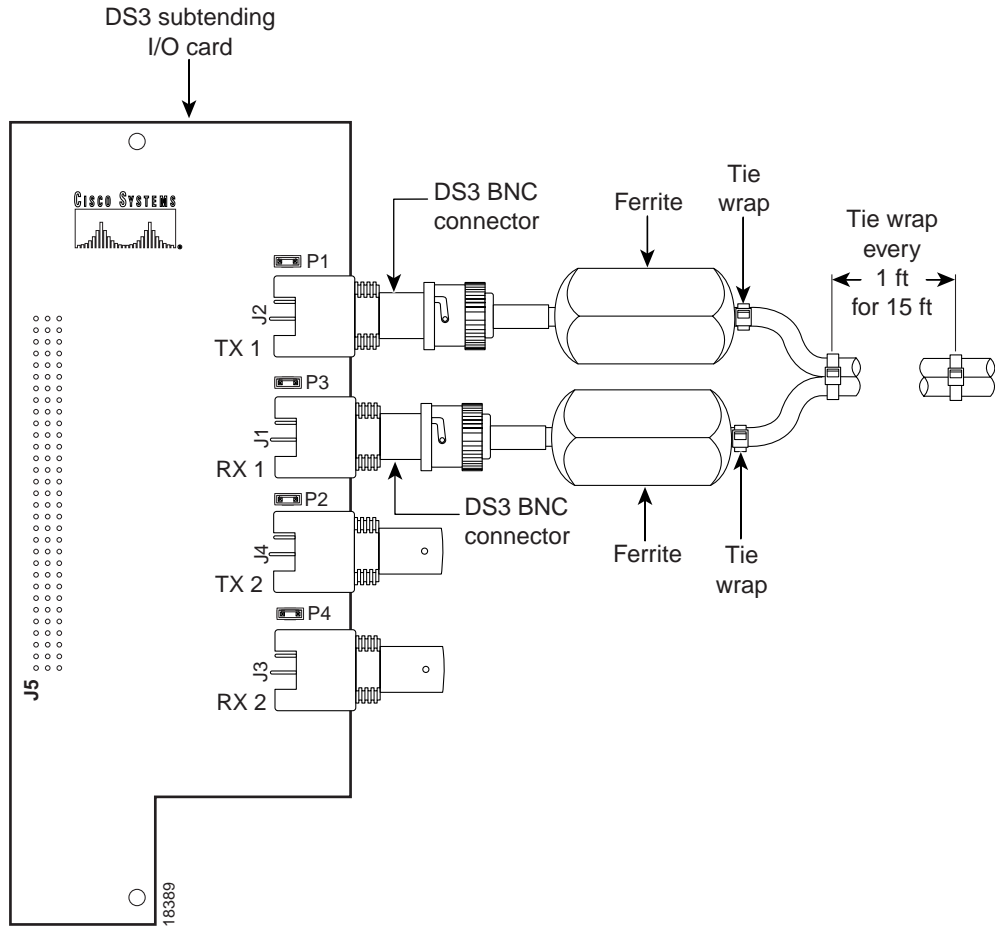 DS3 subtending
I/O card
CISCO SYSTEMS
DS3 BNC
connector
Ferrite
Tie
wrap
Tie wrap
every
1 ft
for 15 ft
P1
J2
TX 1
P3
J1
RX 1
DS3 BNC
connector
Ferrite
Tie
wrap
P2
J4
TX 2
P4
J3
RX 2
J5
18389